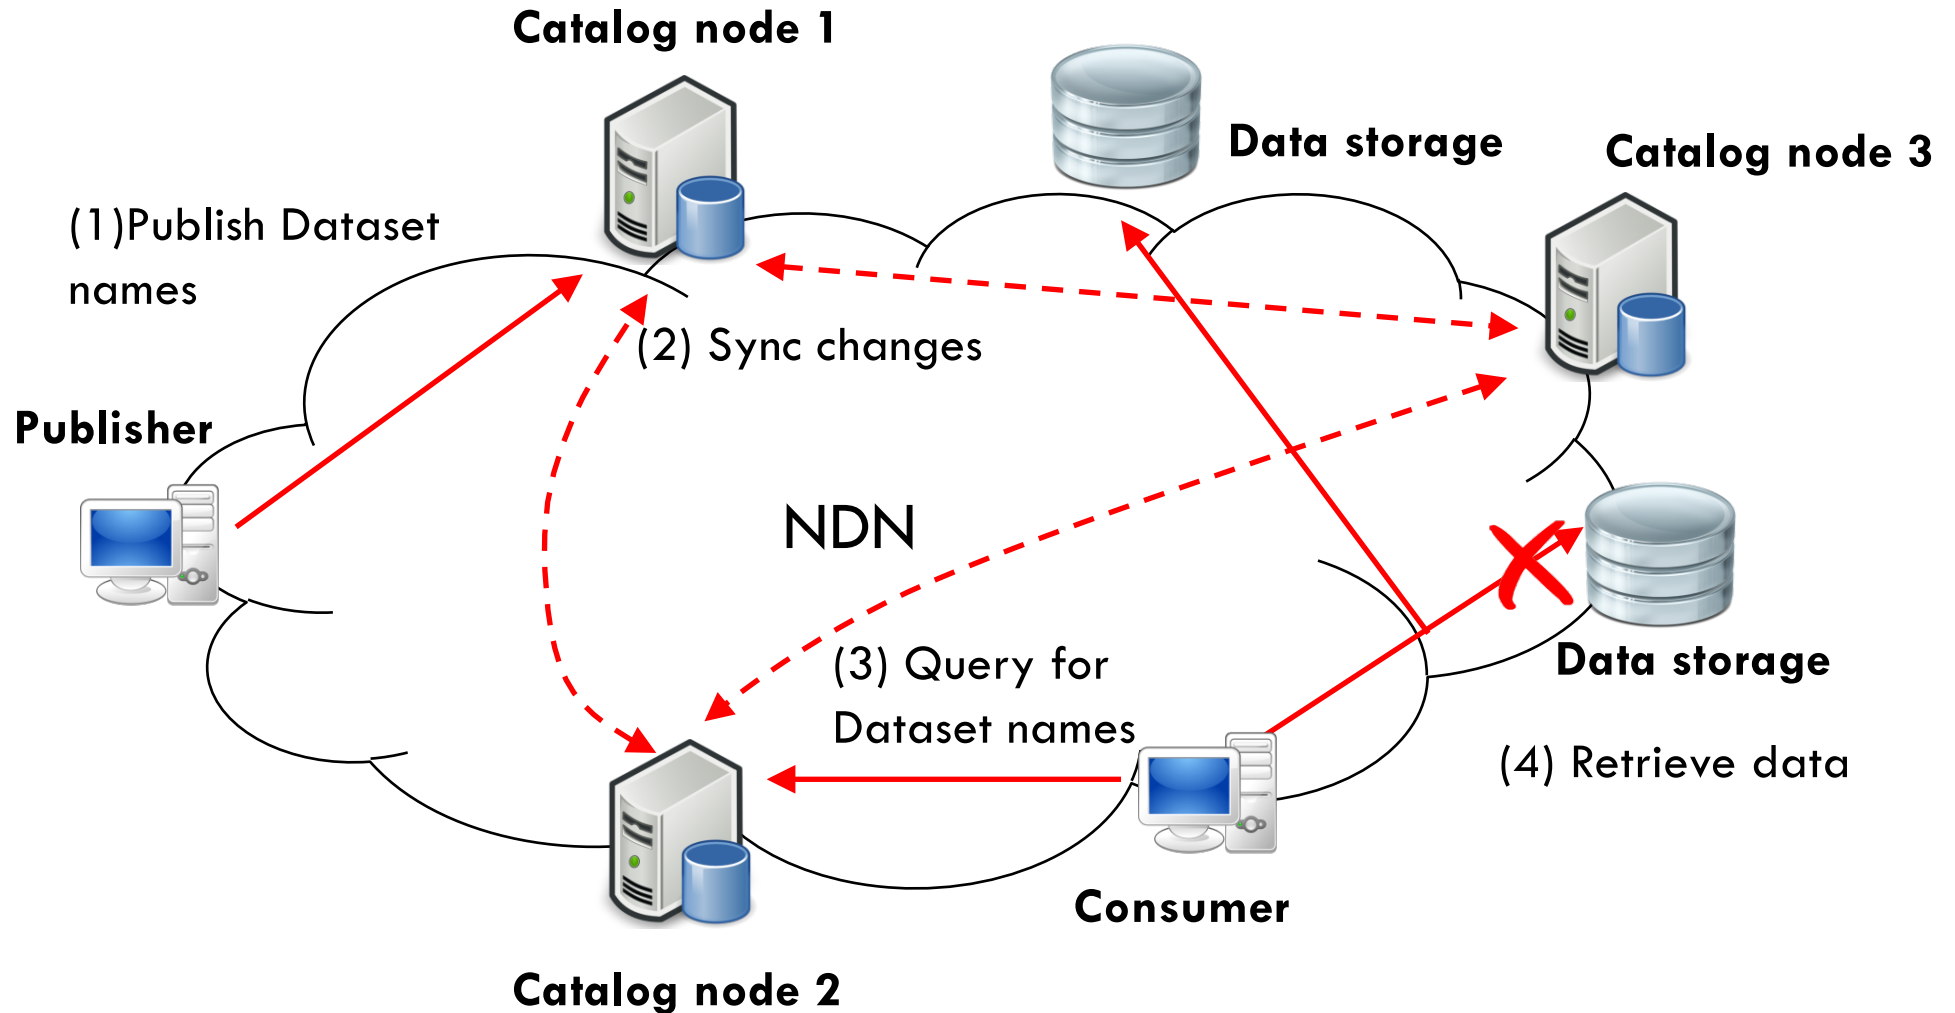 Catalog node 1
Data storage
Catalog node 3
(1)Publish Dataset
names
(2) Sync changes
Publisher
NDN
(3) Query for
Dataset names
Data storage
(4) Retrieve data
Consumer
Catalog node 2